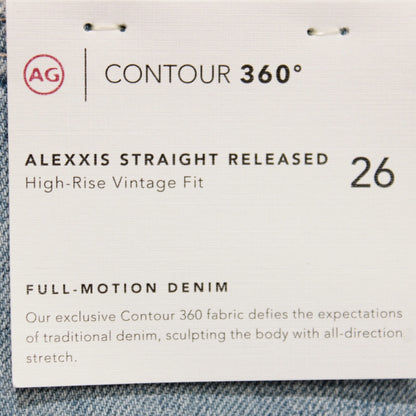 AG | CONTOUR 360°
ALEXXIS STRAIGHT RELEASED 26
High-Rise Vintage Fit
FULL-MOTION DENIM
Our exclusive Contour 360 fabric defies the expectations
of traditional denim, sculpting the body with all-direction
stretch.